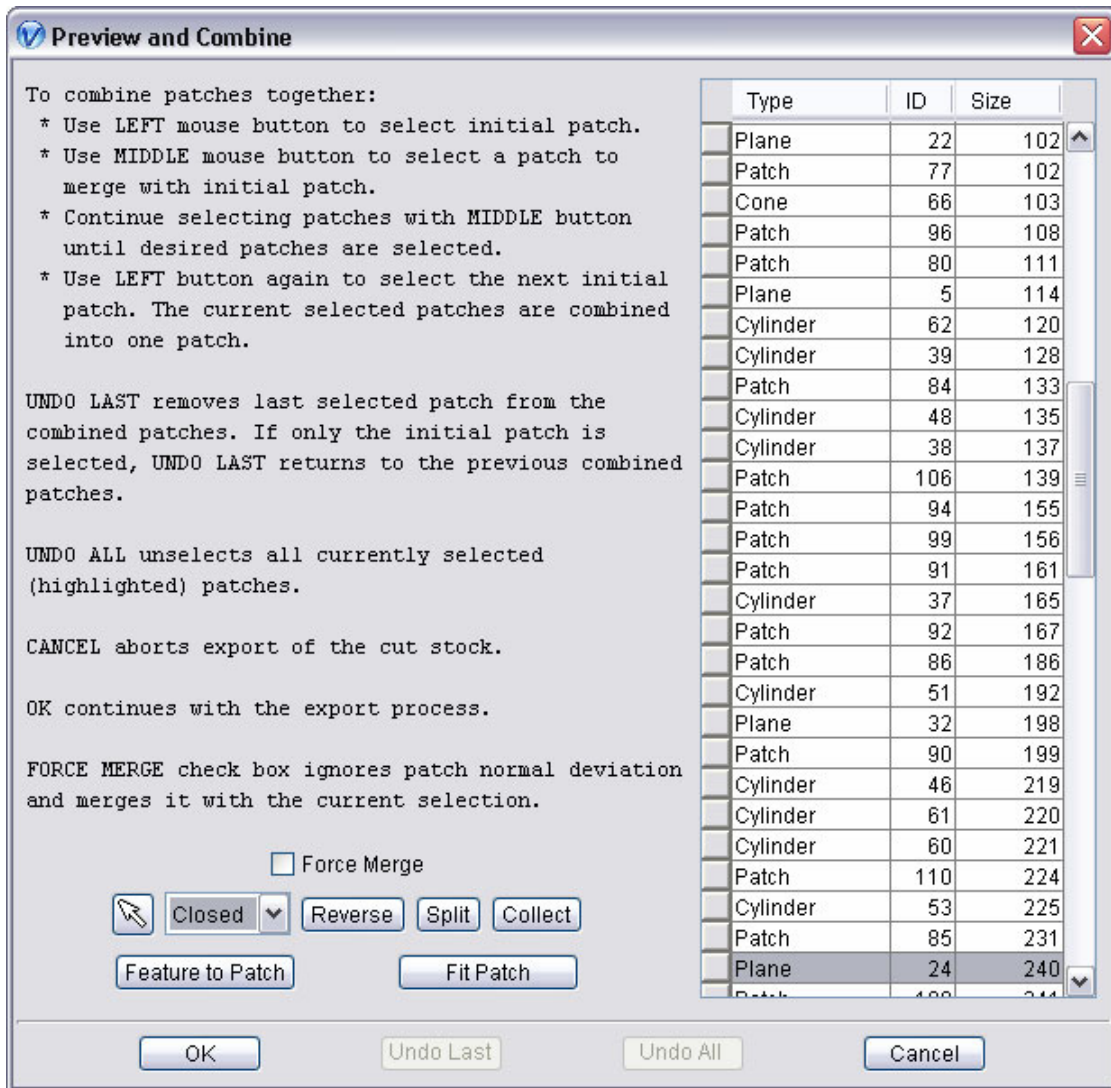 Preview and Combine
To combine patches together:
* Use LEFT mouse button to select initial patch.
* Use MIDDLE mouse button to select a patch to
merge with initial patch.
* Continue selecting patches with MIDDLE button
until desired patches are selected.
* Use LEFT button again to select the next initial
patch. The current selected patches are combined
into one patch.
UNDO LAST removes last selected patch from the
combined patches. If only the initial patch is
selected, UNDO LAST returns to the previous combined
patches.
UNDO ALL unselects all currently selected
(highlighted) patches.
CANCEL aborts export of the cut stock.
OK continues with the export process.
FORCE MERGE check box ignores patch normal deviation
and merges it with the current selection.
Force Merge
Closed Reverse Split Collect
Feature to Patch Fit Patch
Type ID Size
Plane 22 102
Patch 77 102
Cone 66 103
Patch 96 108
Patch 80 111
Plane 5 114
Cylinder 62 120
Cylinder 39 128
Patch 84 133
Cylinder 48 135
Cylinder 38 137
Patch 106 139
Patch 94 155
Patch 99 156
Patch 91 161
Cylinder 37 165
Patch 92 167
Patch 86 186
Cylinder 51 192
Plane 32 198
Patch 90 199
Cylinder 46 219
Cylinder 61 220
Cylinder 60 221
Patch 110 224
Cylinder 53 225
Patch 85 231
Plane 24 240
OK Undo Last Undo All Cancel